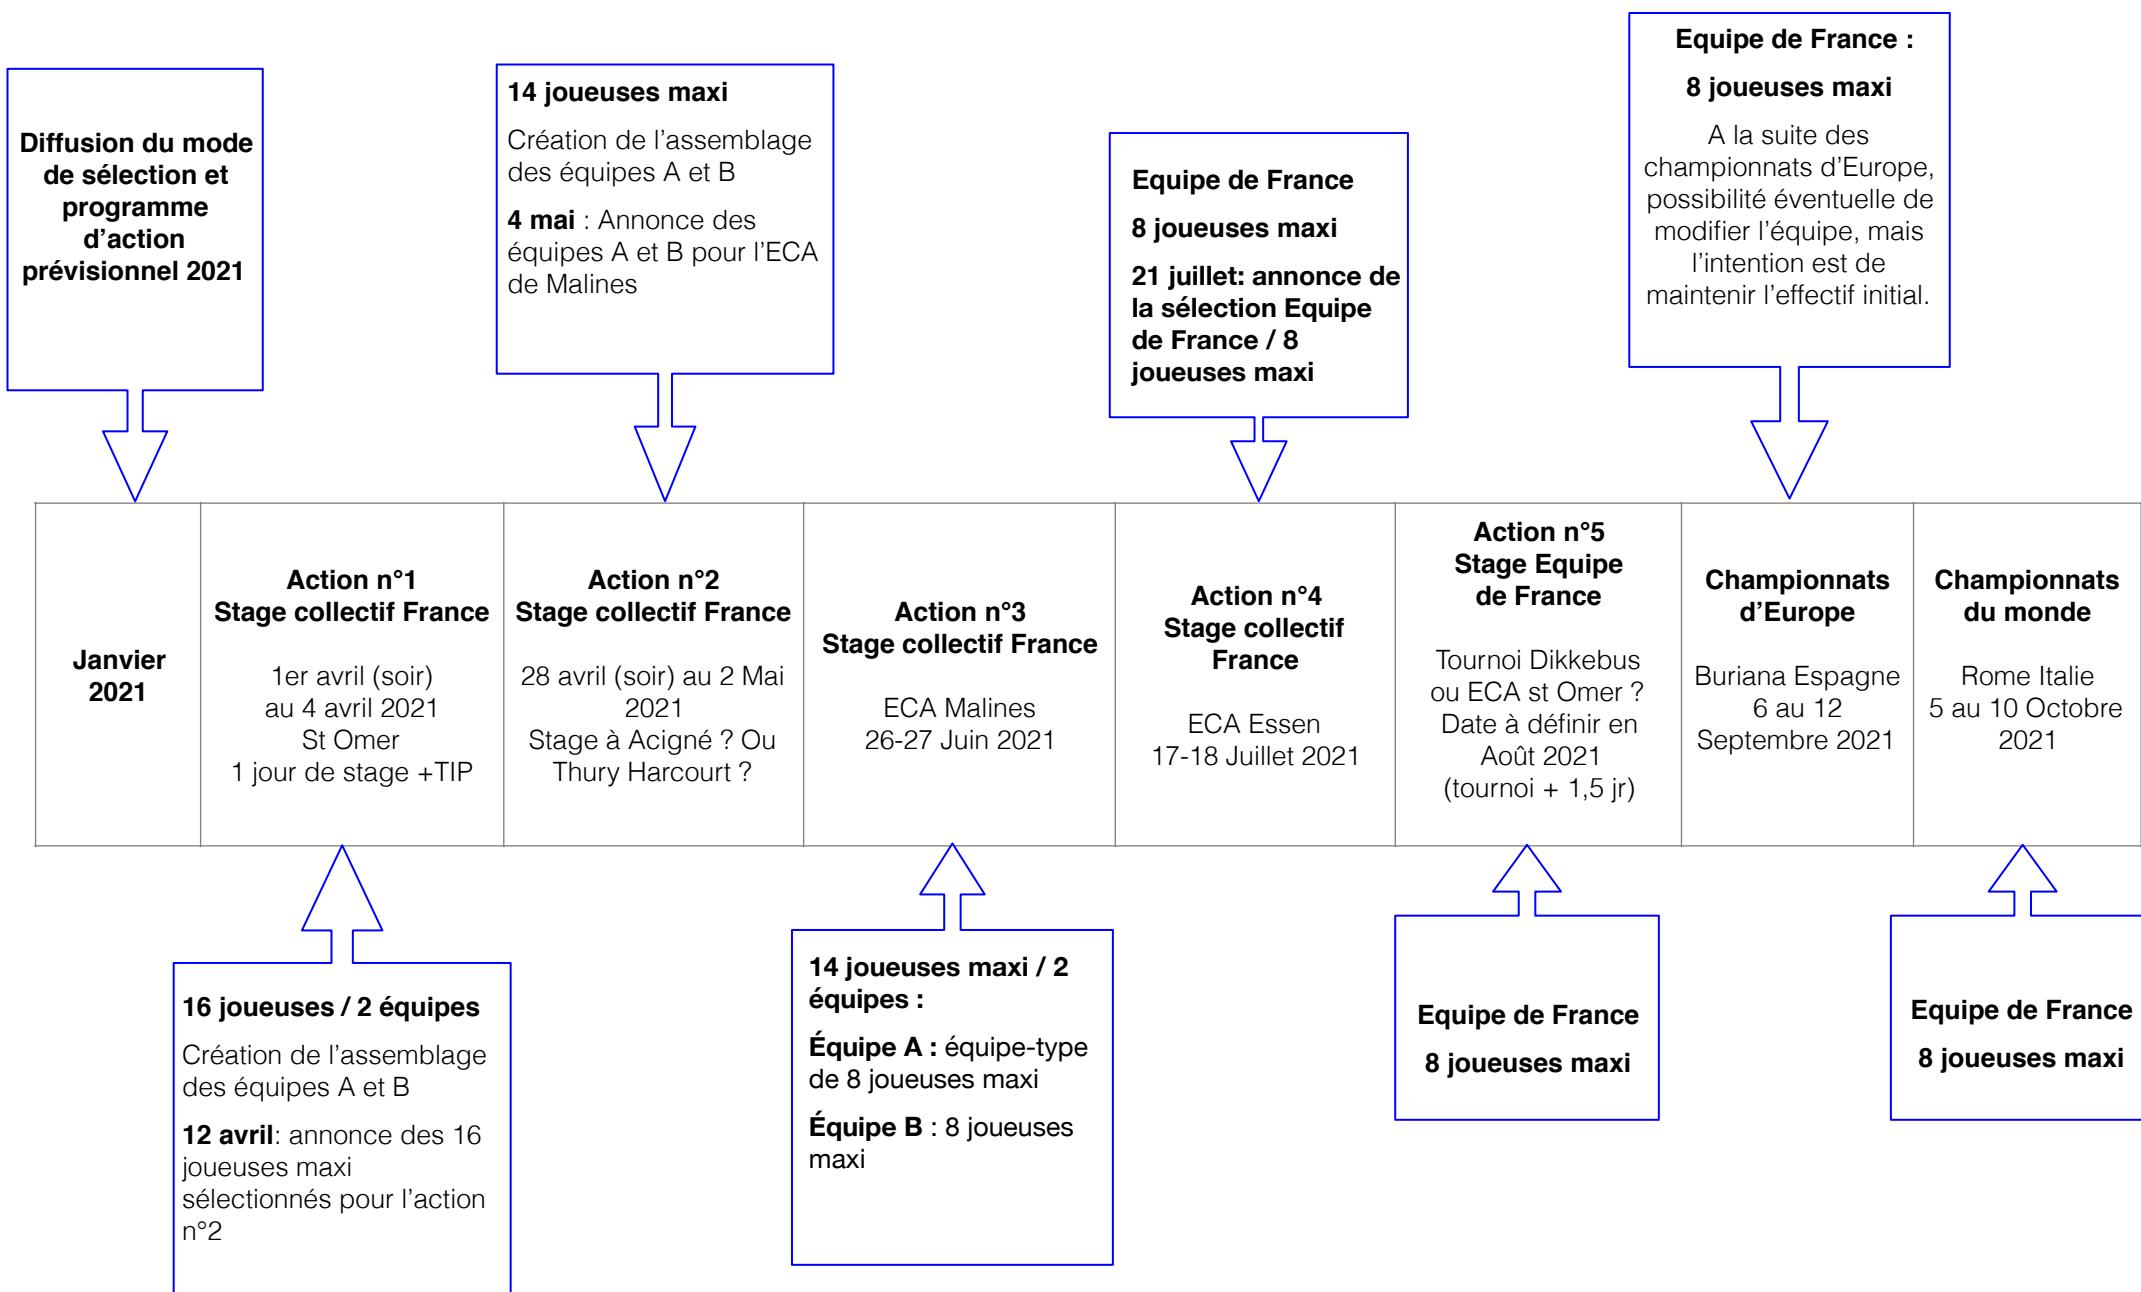 Diffusion du mode
de sélection et
programme
d’action
prévisionnel 2021
14 joueuses maxi
Création de l’assemblage
des équipes A et B
4 mai : Annonce des
équipes A et B pour l’ECA
de Malines
Equipe de France
8 joueuses maxi
21 juillet: annonce de
la sélection Equipe
de France / 8
joueuses maxi
Equipe de France :
8 joueuses maxi
A la suite des
championnats d’Europe,
possibilité éventuelle de
modifier l’équipe, mais
l’intention est de
maintenir l’effectif initial.
Janvier
2021
Action n°1
Stage collectif France
1er avril (soir)
au 4 avril 2021
St Omer
1 jour de stage +TIP
Action n°2
Stage collectif France
28 avril (soir) au 2 Mai
2021
Stage à Acigné ? Ou
Thury Harcourt ?
Action n°3
Stage collectif France
ECA Malines
26-27 Juin 2021
Action n°4
Stage collectif
France
ECA Essen
17-18 Juillet 2021
Action n°5
Stage Equipe
de France
Tournoi Dikkebus
ou ECA st Omer ?
Date à définir en
Août 2021
(tournoi + 1,5 jr)
Championnats
d’Europe
Buriana Espagne
6 au 12
Septembre 2021
Championnats
du monde
Rome Italie
5 au 10 Octobre
2021
16 joueuses / 2 équipes
Création de l’assemblage
des équipes A et B
12 avril: annonce des 16
joueuses maxi
sélectionnés pour l’action
n°2
14 joueuses maxi / 2
équipes :
Équipe A : équipe-type
de 8 joueuses maxi
Équipe B : 8 joueuses
maxi
Equipe de France
8 joueuses maxi
Equipe de France
8 joueuses maxi